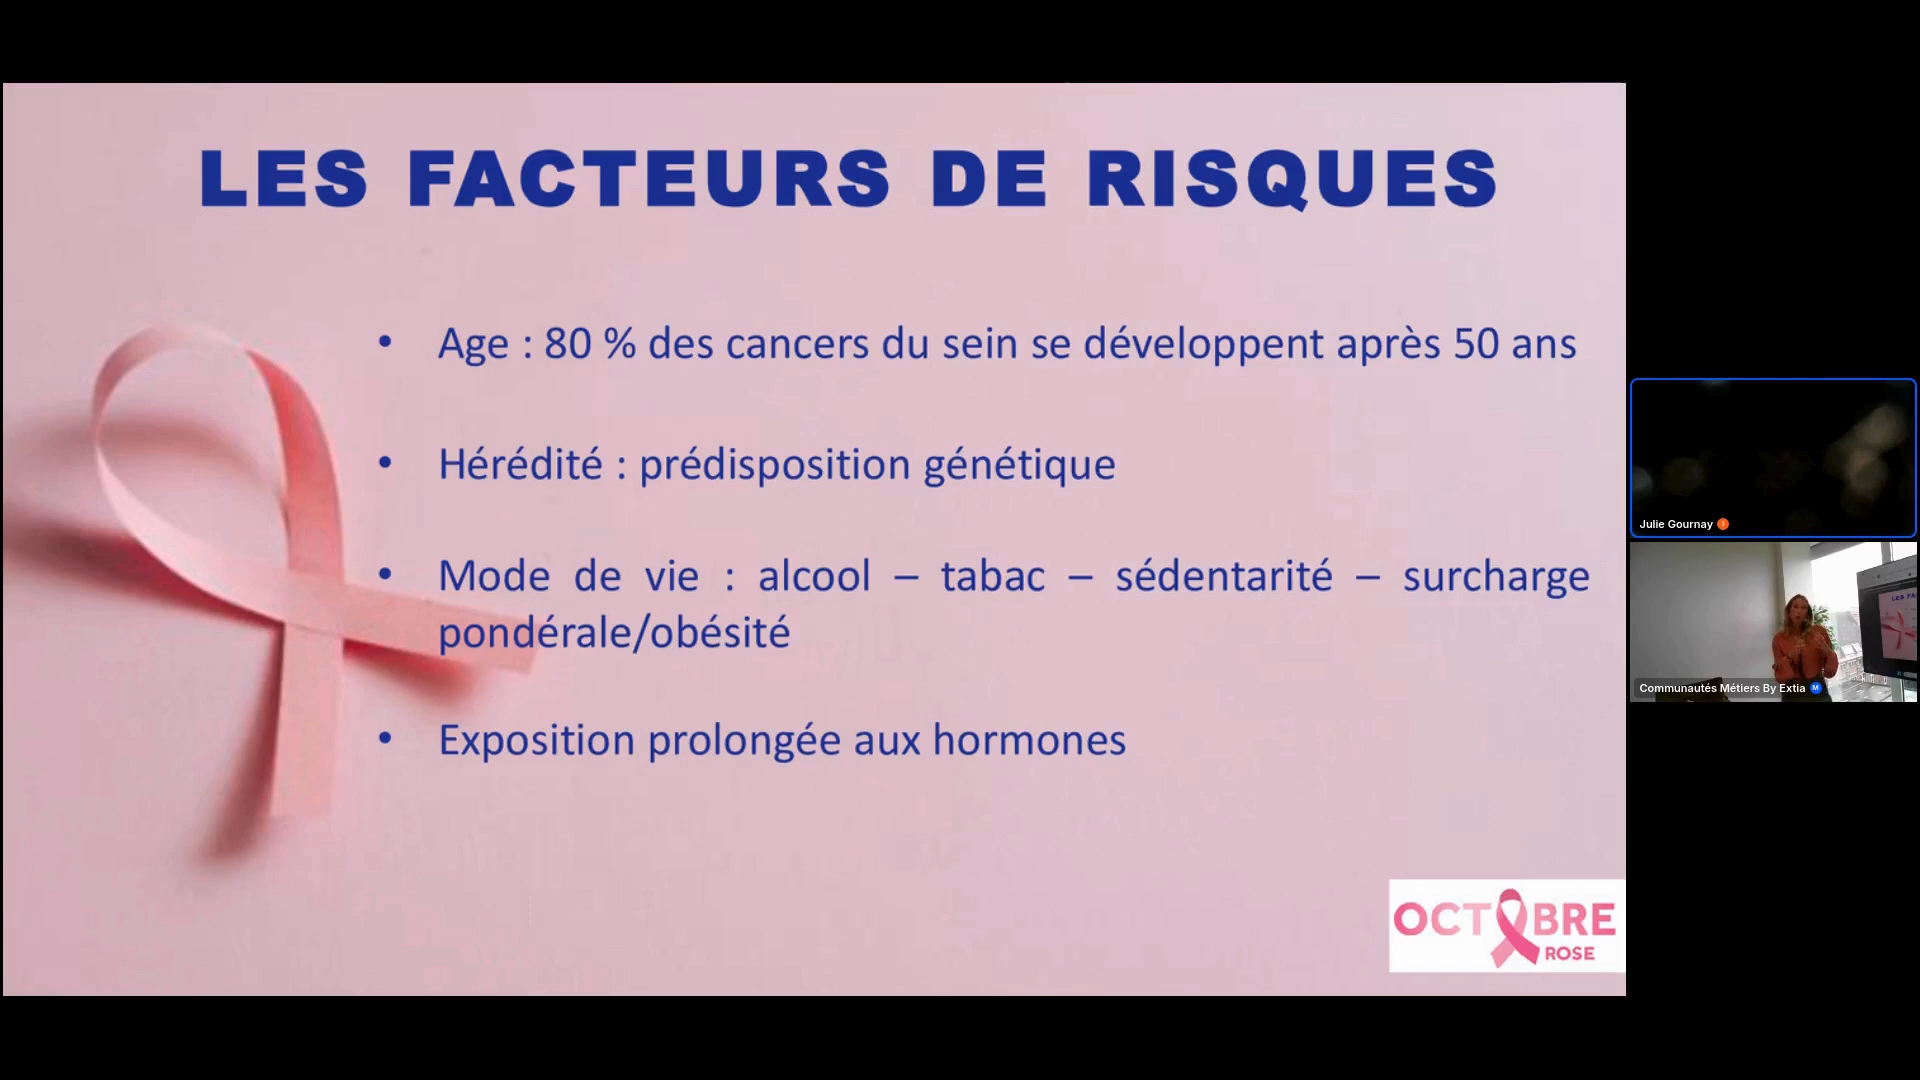 LES FACTEURS DE RISQUES
• Age : 80 % des cancers du sein se développent après 50 ans
• Hérédité : prédisposition génétique
• Mode de vie : alcool – tabac – sédentarité – surcharge
pondérale/obésité
• Exposition prolongée aux hormones
OCTOBRE
ROSE
Julie Gournay
LES FA
Communautés Métiers By Extia M